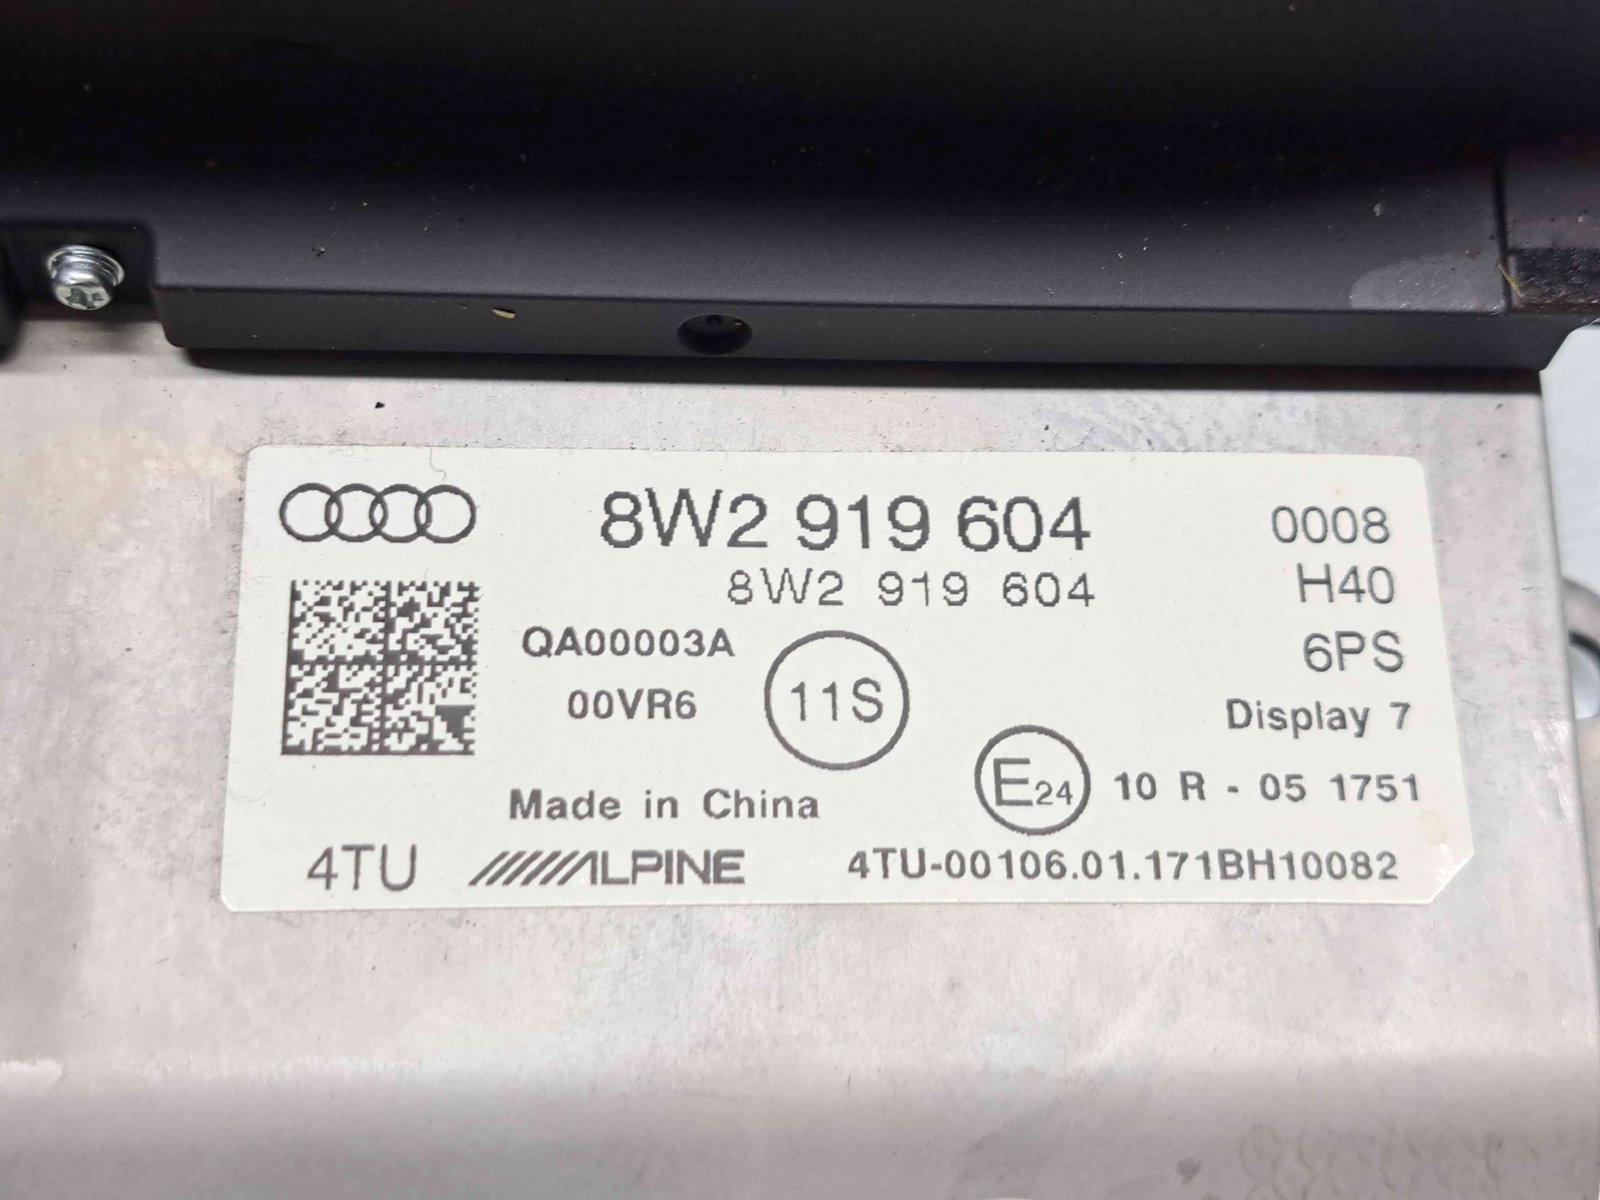 8W2 919 604 0008
8W2 919 604 H40
QA00003A 11S 6PS
00VR6 Display 7
Made in China E24 10 R - 05 1751
4TU ALPINE 4TU-00106.01.171BH10082